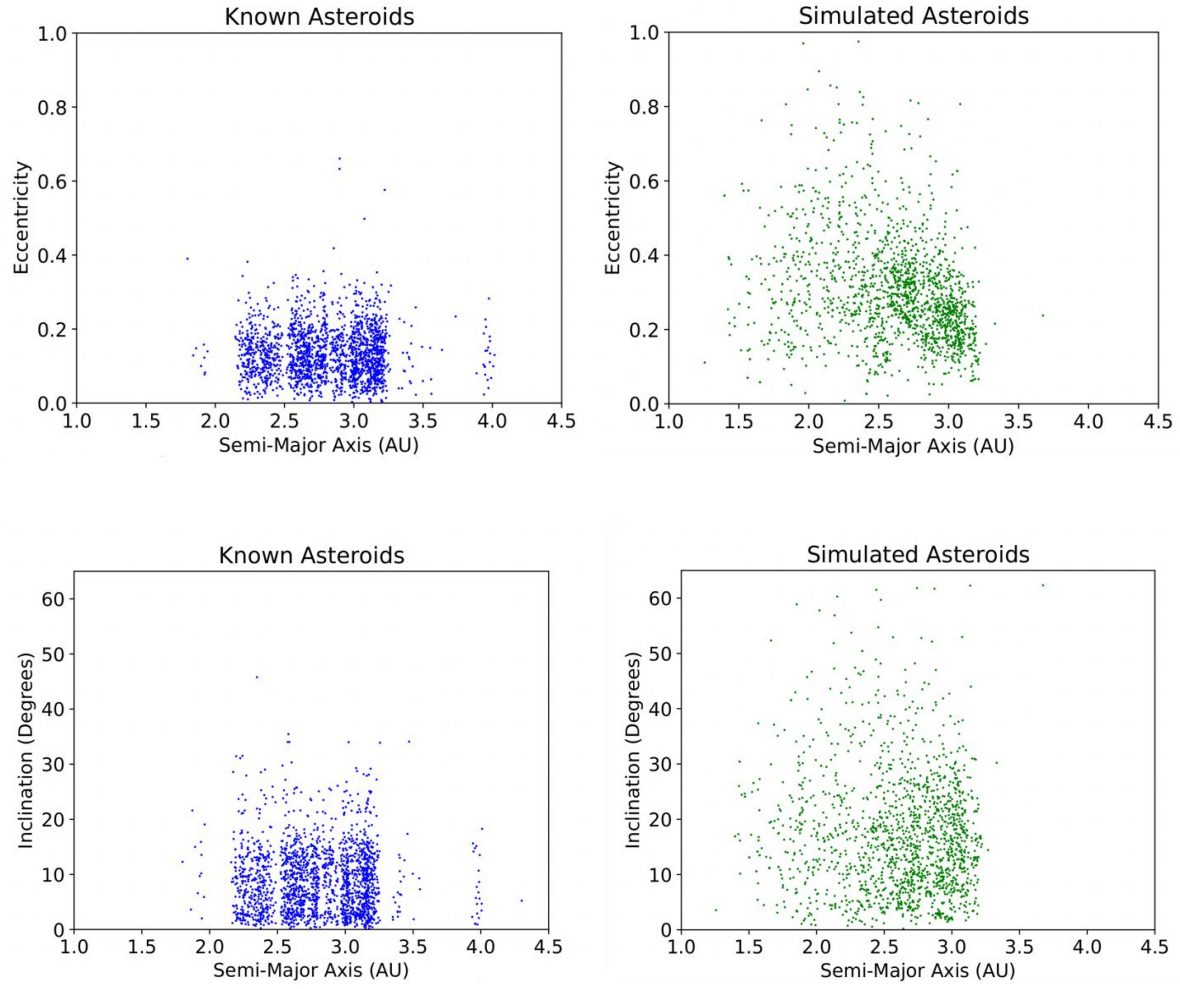 Known Asteroids
1.0
0.8
0.6
0.4
0.2
0.0
Eccentricity
1.0 1.5 2.0 2.5 3.0 3.5 4.0 4.5
Semi-Major Axis (AU)
Simulated Asteroids
1.0
0.8
0.6
0.4
0.2
0.0
Eccentricity
1.0 1.5 2.0 2.5 3.0 3.5 4.0 4.5
Semi-Major Axis (AU)
Known Asteroids
60
50
40
30
20
10
0
Inclination (Degrees)
1.0 1.5 2.0 2.5 3.0 3.5 4.0 4.5
Semi-Major Axis (AU)
Simulated Asteroids
60
50
40
30
20
10
0
Inclination (Degrees)
1.0 1.5 2.0 2.5 3.0 3.5 4.0 4.5
Semi-Major Axis (AU)